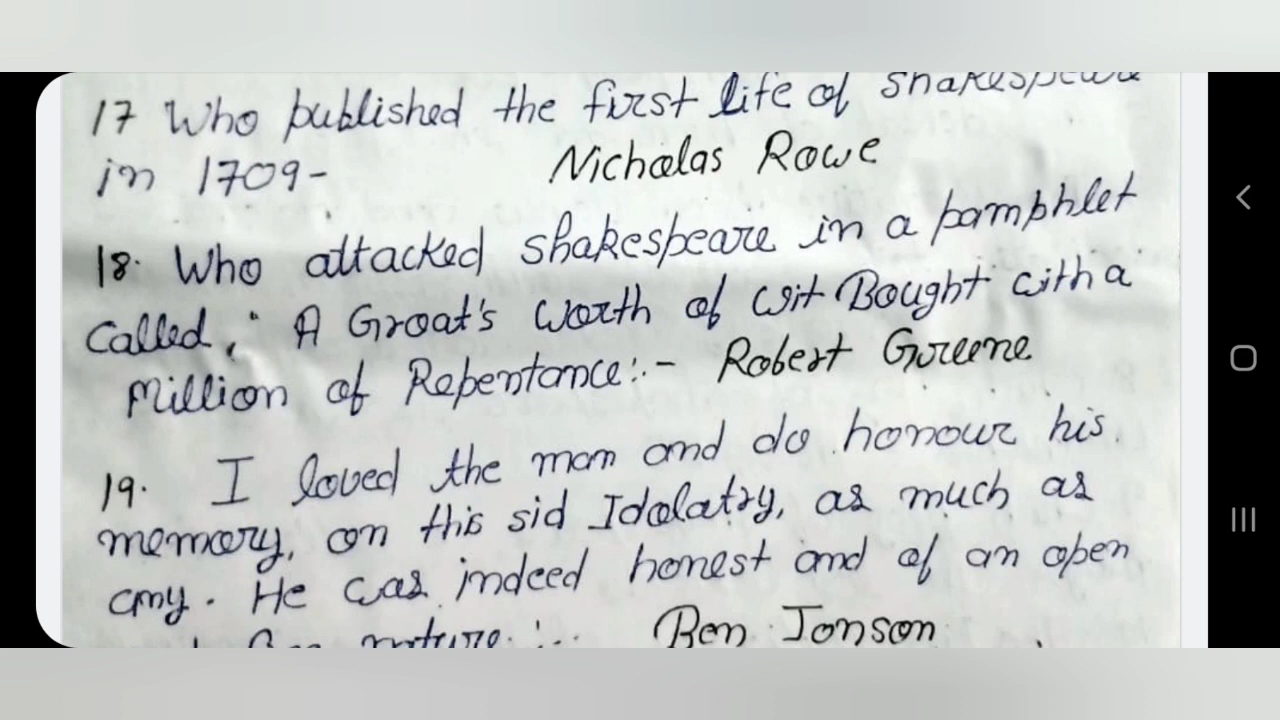 17 Who published the first life of Shakespeare
in 1709- Nicholas Rowe
18. Who attacked Shakespeare in a pamphlet
Called, "A Groat's worth of wit Bought with a
Million of Repentance:- Robert Greene
19. I loved the man and do honour his
memory, on this sid Idolatry, as much as
any. He was indeed honest and of an open
nature. :- Ben Jonson